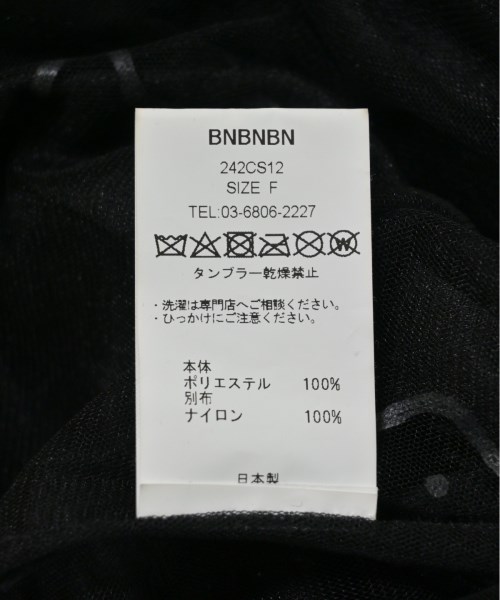 BNBNBN
242CS12
SIZE F
TEL:03-6806-2227
W
タンブラー乾燥禁止
・洗濯は専門店へご相談ください。
・ひっかけにご注意ください。
本体
ポリエステル 100%
別布
ナイロン 100%
日本製